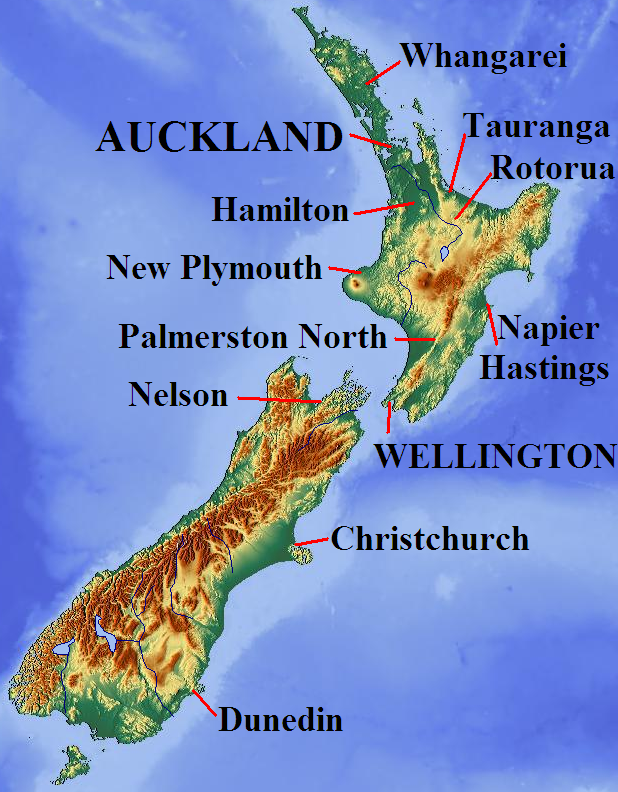 Whangarei
AUCKLAND
Tauranga
Rotorua
Hamilton
New Plymouth
Palmerston North
Napier
Hastings
Nelson
WELLINGTON
Christchurch
Dunedin